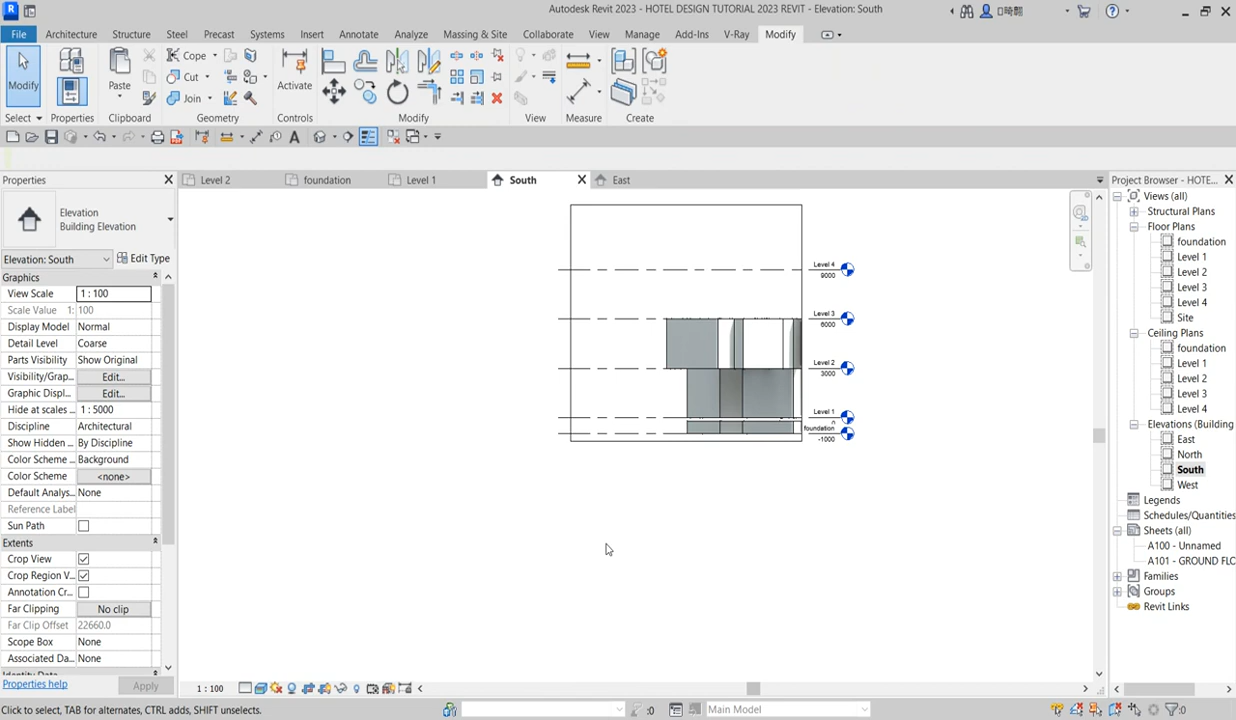 Autodesk Revit 2023 - HOTEL DESIGN TUTORIAL 2023 REVIT - Elevation: South
File Architecture Structure Steel Precast Systems Insert Annotate Analyze Massing & Site Collaborate View Manage Add-Ins V-Ray Modify
Modify
Paste
Cope
Cut
Join
Activate
Select Properties Clipboard Geometry Controls Modify View Measure Create
Properties
Level 2
foundation
Level 1
South
East
Project Browser - HOTE...
Elevation
Building Elevation
Elevation: South
Edit Type
Graphics
View Scale 1 : 100
Scale Value 1: 100
Display Model Normal
Detail Level Coarse
Parts Visibility Show Original
Visibility/Grap... Edit...
Graphic Displ... Edit...
Hide at scales ... 1 : 5000
Discipline Architectural
Show Hidden ... By Discipline
Color Scheme ... Background
Color Scheme <none>
Default Analys... None
Reference Label
Sun Path
Extents
Crop View
Crop Region V...
Annotation Cr...
Far Clipping No clip
Far Clip Offset 22660.0
Scope Box None
Associated Da... None
Identity Data
Properties help
Apply
Level 4
9000
Level 3
6000
Level 2
3000
Level 1
foundation
-1000
Views (all)
Structural Plans
Floor Plans
foundation
Level 1
Level 2
Level 3
Level 4
Site
Ceiling Plans
foundation
Level 1
Level 2
Level 3
Level 4
Elevations (Building
East
North
South
West
Legends
Schedules/Quantities
Sheets (all)
A100 - Unnamed
A101 - GROUND FLC
Families
Groups
Revit Links
1 : 100
Click to select, TAB for alternates, CTRL adds, SHIFT unselects.
:0
Main Model
:0